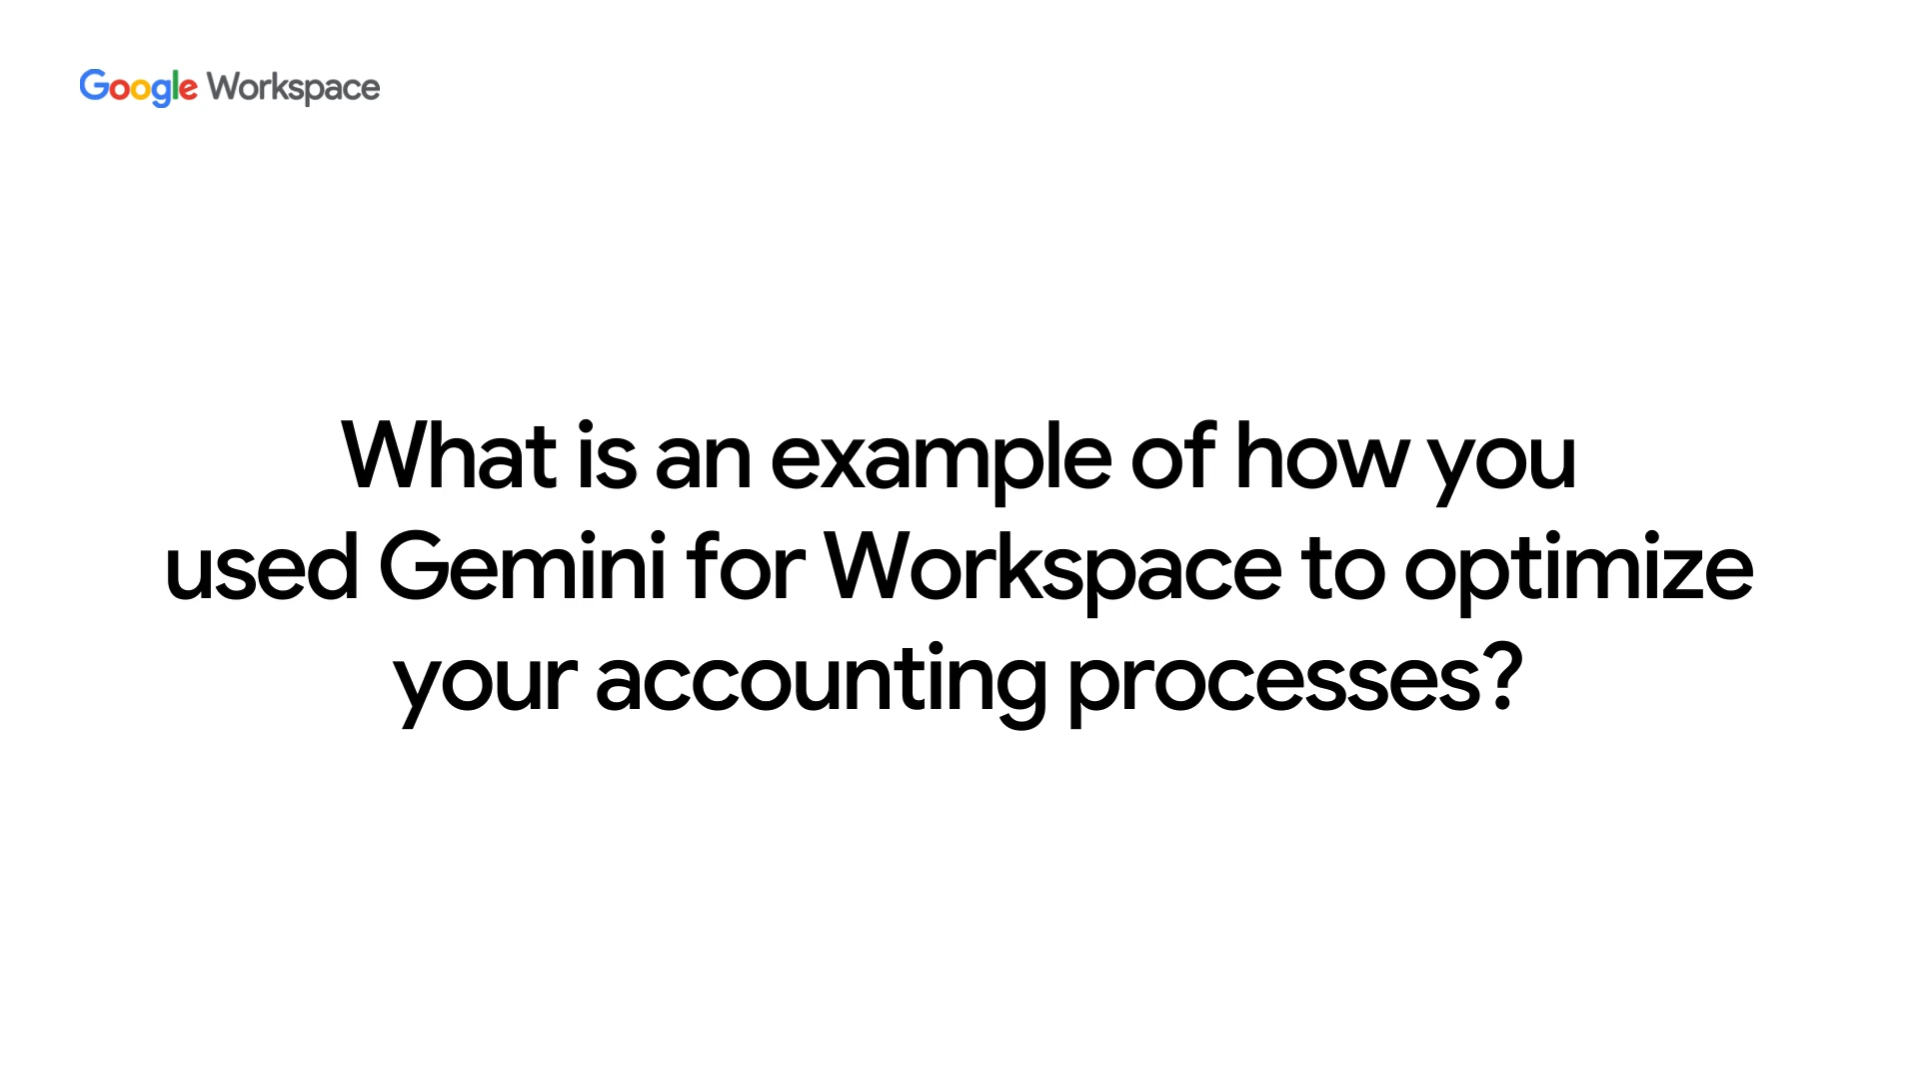 Google Workspace
What is an example of how you
used Gemini for Workspace to optimize
your accounting processes?